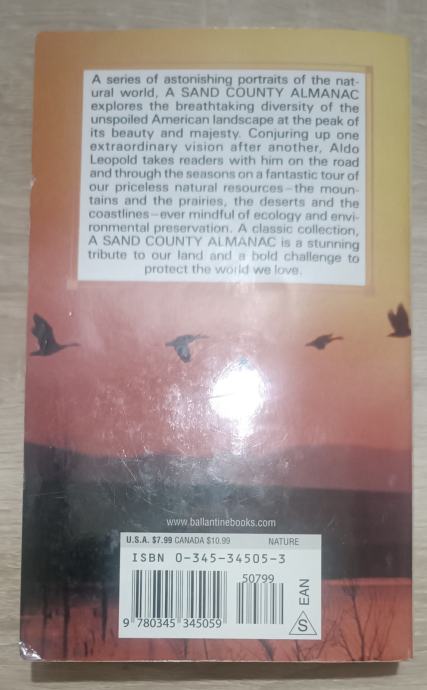 A series of astonishing portraits of the nat-
ural world, A SAND COUNTY ALMANAC
explores the breathtaking diversity of the
unspoiled American landscape at the peak of
its beauty and majesty. Conjuring up one
extraordinary vision after another, Aldo
Leopold takes readers with him on the road
and through the seasons on a fantastic tour of
our priceless natural resources—the moun-
tains and the prairies, the deserts and the
coastlines—ever mindful of ecology and envi-
ronmental preservation. A classic collection,
A SAND COUNTY ALMANAC is a stunning
tribute to our land and a bold challenge to
protect the world we love.
www.ballantinebooks.com
U.S.A. $7.99 CANADA $10.99 NATURE
ISBN 0-345-34505-3
50799
9 780345 345059
S EAN